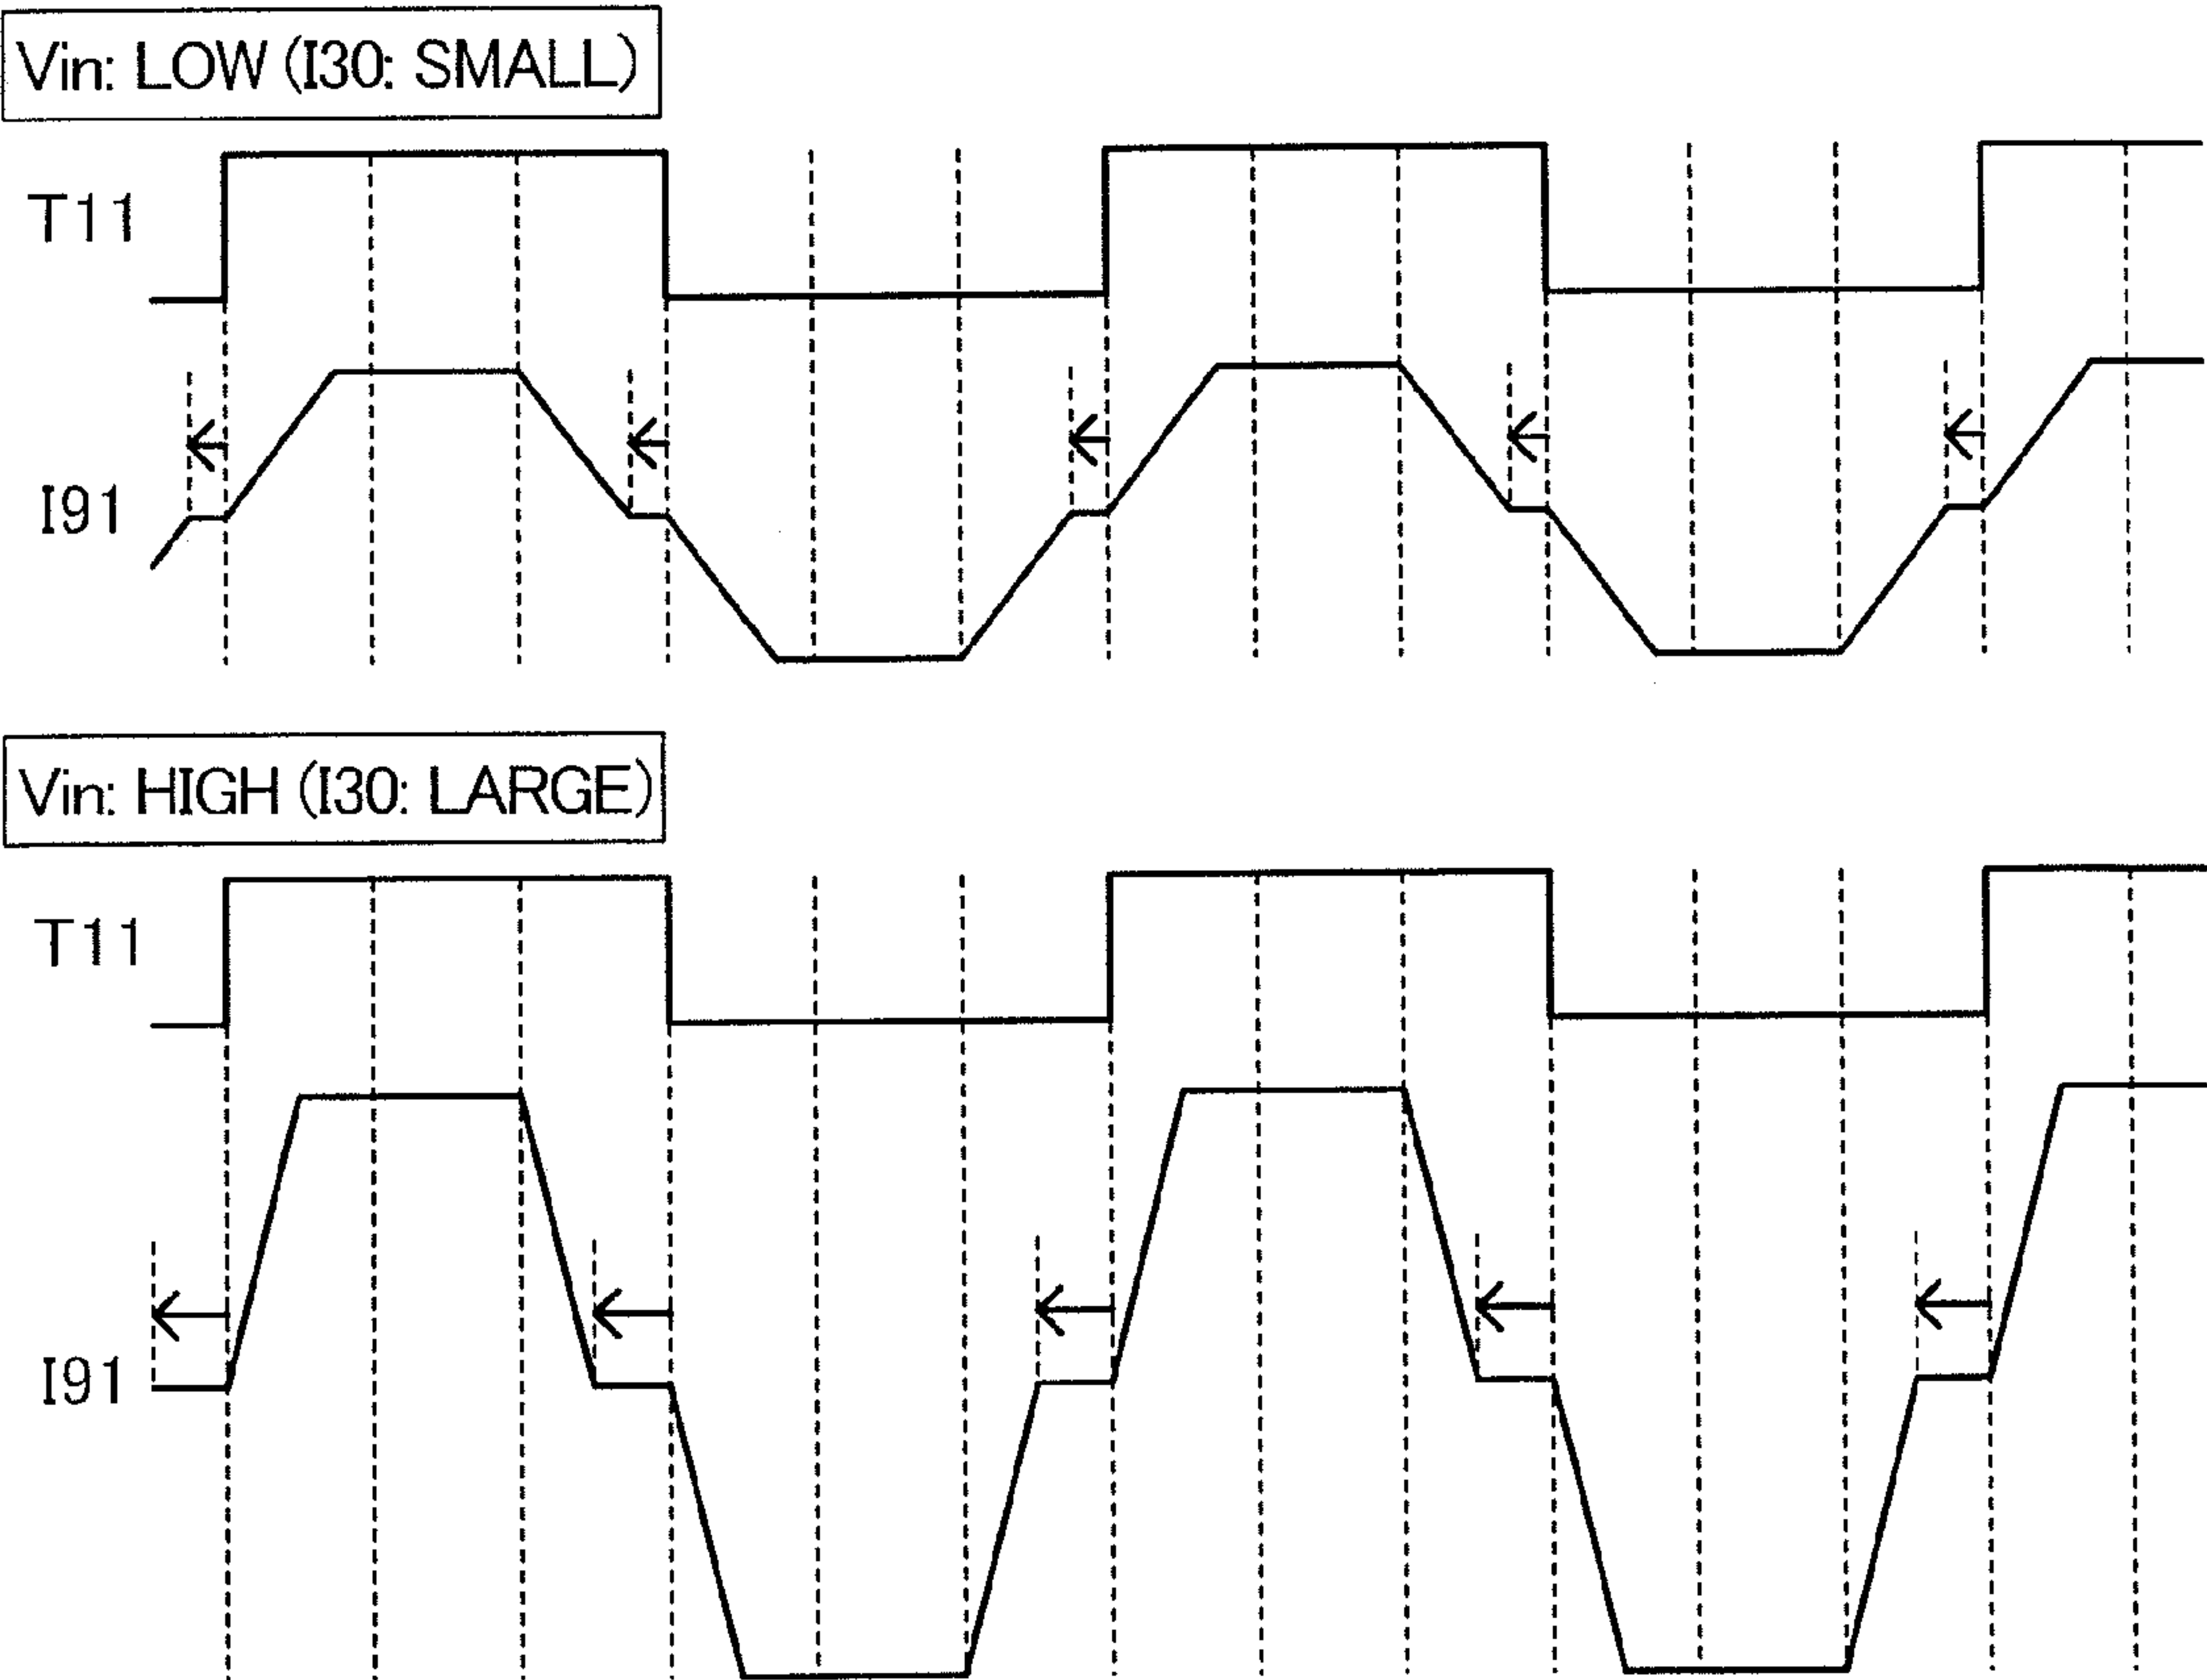 Vin: LOW (I30: SMALL)
T11
I91
Vin: HIGH (I30: LARGE)
T11
I91